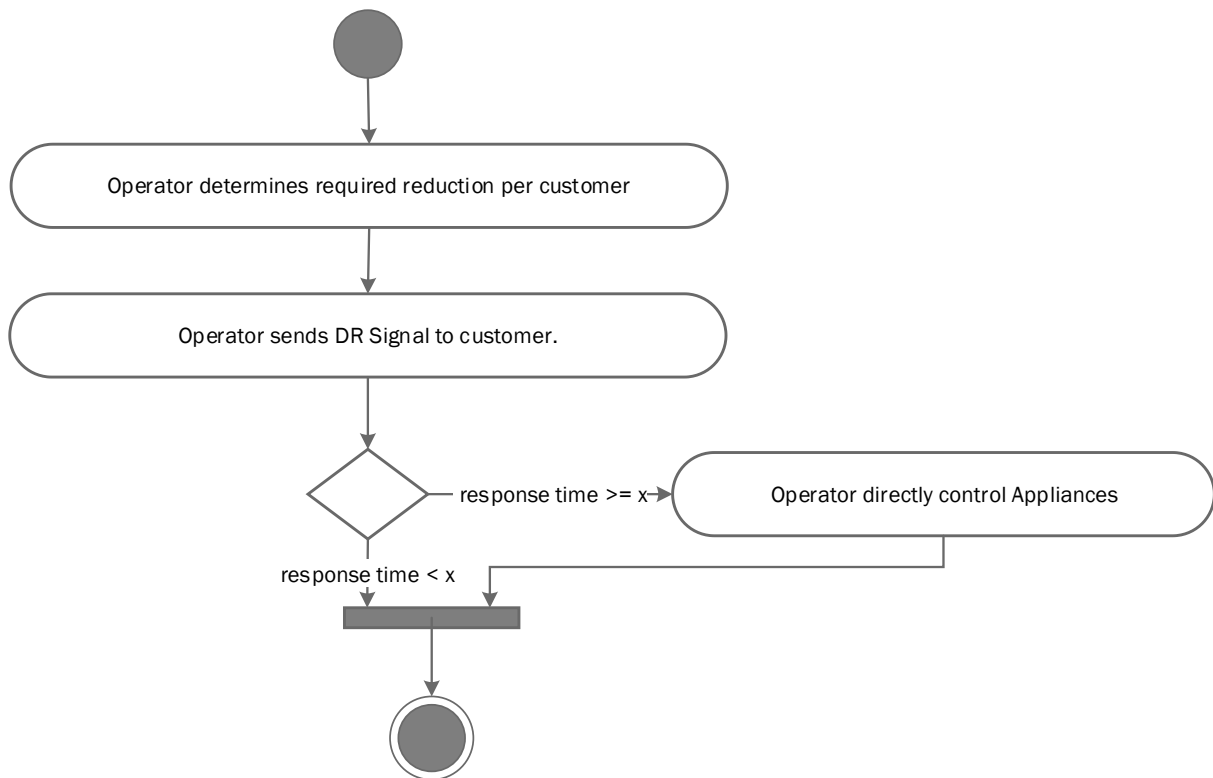 Operator determines required reduction per customer
Operator sends DR Signal to customer.
response time >= x
Operator directly control Appliances
response time < x